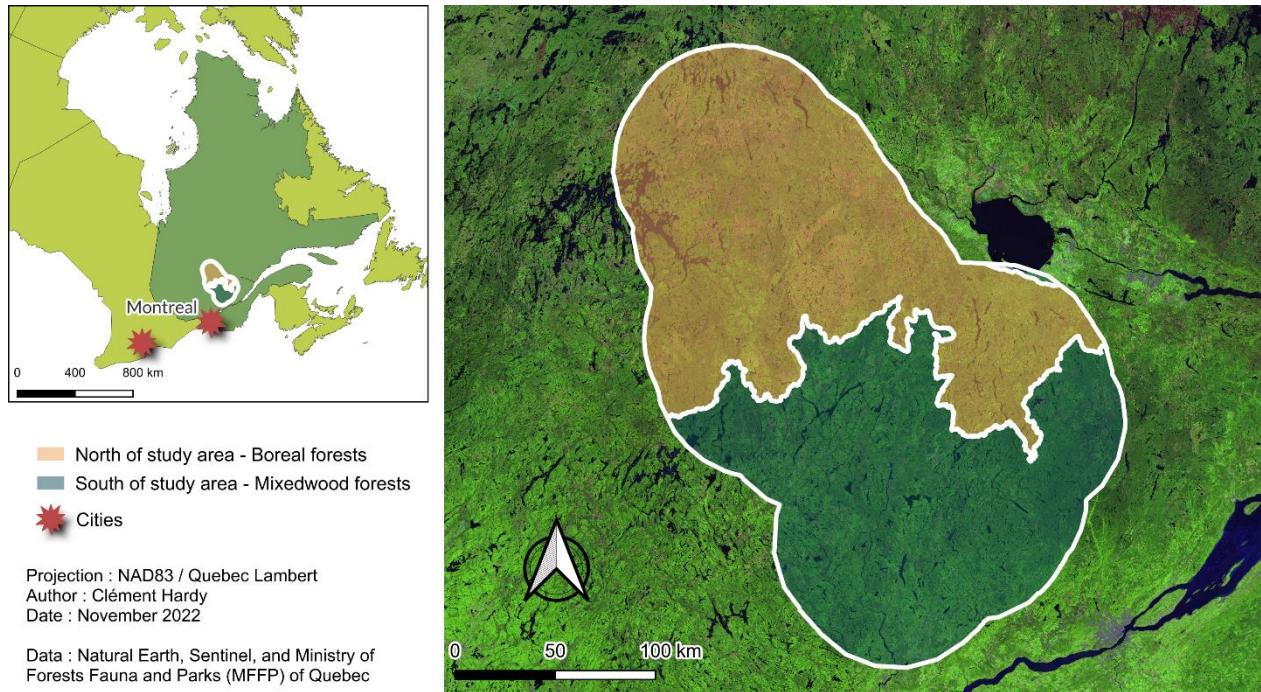 Montreal
0 400 800 km
North of study area - Boreal forests
South of study area - Mixedwood forests
Cities
Projection : NAD83 / Quebec Lambert
Author : Clément Hardy
Date : November 2022
Data : Natural Earth, Sentinel, and Ministry of
Forests Fauna and Parks (MFFP) of Quebec
0 50 100 km